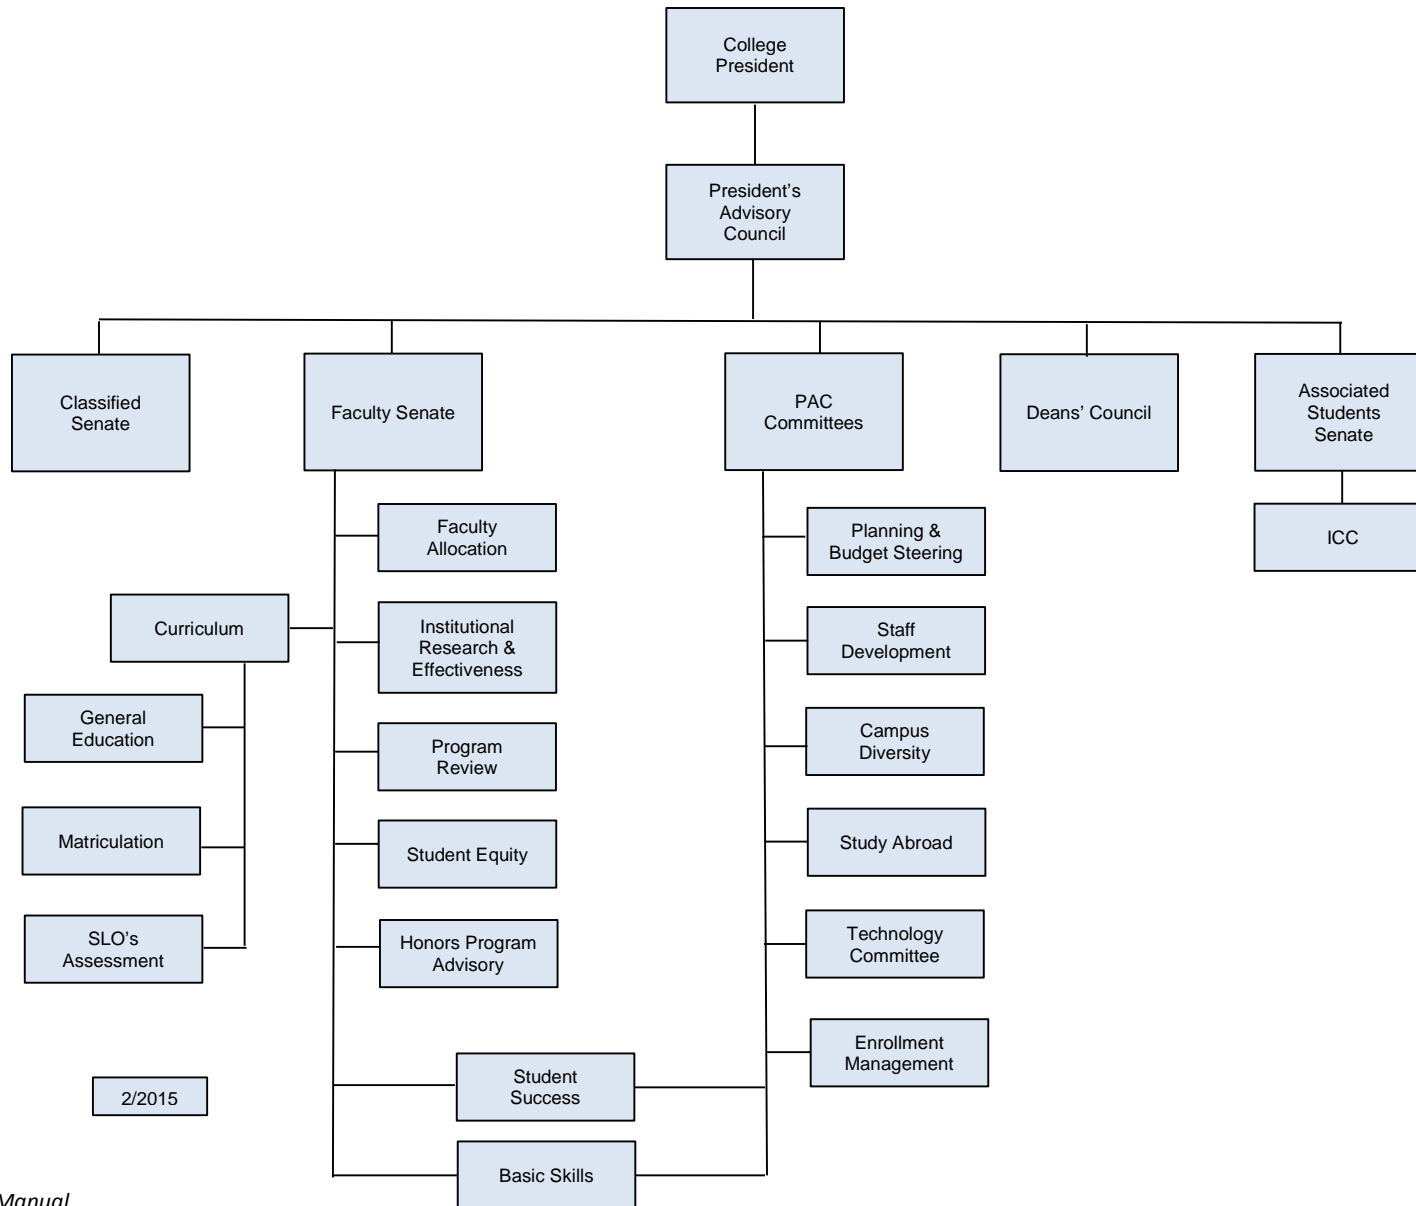 College
President
President's
Advisory
Council
Classified
Senate
Faculty Senate
PAC
Committees
Deans' Council
Associated
Students
Senate
Faculty
Allocation
Planning &
Budget Steering
ICC
Curriculum
Institutional
Research &
Effectiveness
Staff
Development
General
Education
Program
Review
Campus
Diversity
Matriculation
Student Equity
Study Abroad
SLO's
Assessment
Honors Program
Advisory
Technology
Committee
Enrollment
Management
Student
Success
2/2015
Basic Skills
Manual